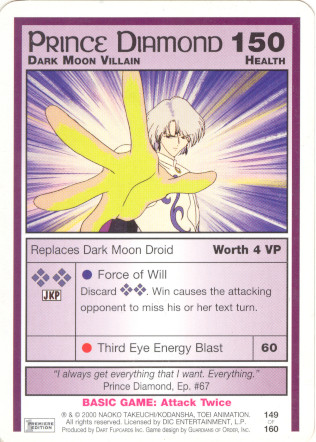 PRINCE DIAMOND 150
DARK MOON VILLAIN HEALTH
Replaces Dark Moon Droid Worth 4 VP
Force of Will
JKP
Discard . Win causes the attacking
opponent to miss his or her text turn.
Third Eye Energy Blast 60
"I always get everything that I want. Everything."
Prince Diamond, Ep. #67
BASIC GAME: Attack Twice
PREMIERE
EDITION
® & © 2000 NAOKO TAKEUCHI/KODANSHA, TOEI ANIMATION.
All rights reserved. Licensed by DIC ENTERTAINMENT, L.P.
Produced by DART FLIPCARDS INC. Game design by GUARDIANS OF ORDER, INC.
149
OF
160